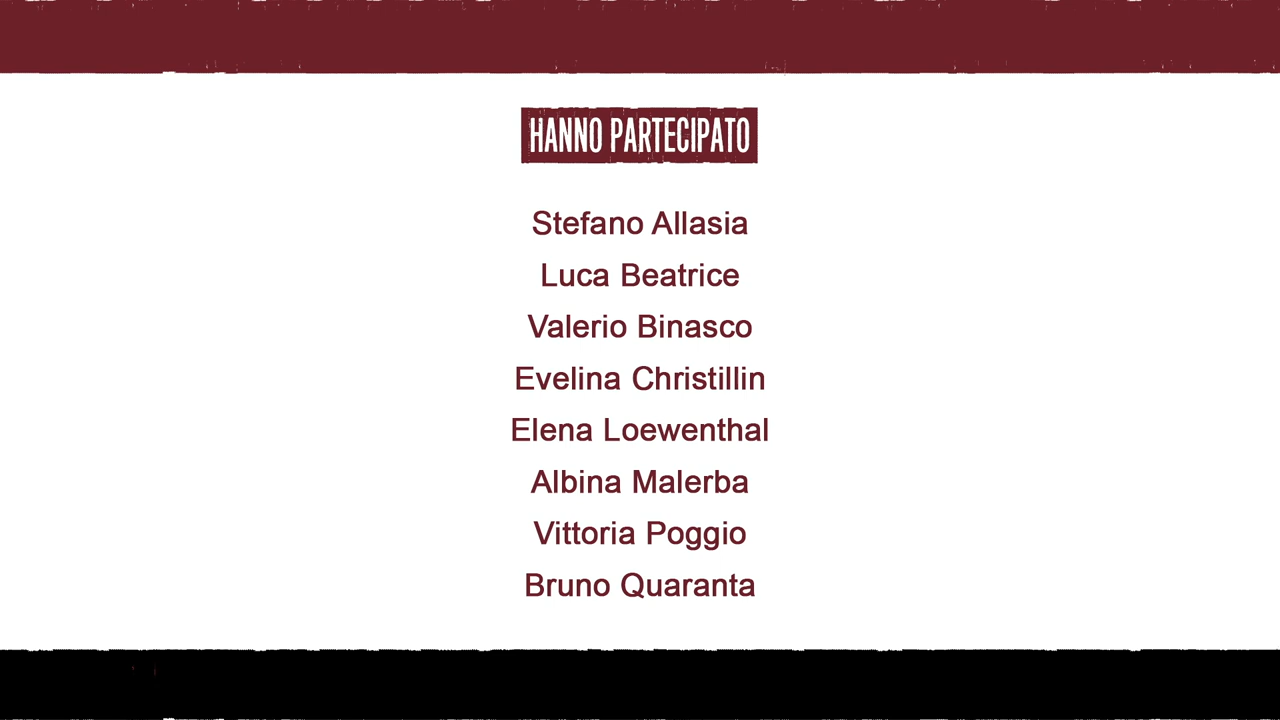 HANNO PARTECIPATO
Stefano Allasia
Luca Beatrice
Valerio Binasco
Evelina Christillin
Elena Loewenthal
Albina Malerba
Vittoria Poggio
Bruno Quaranta